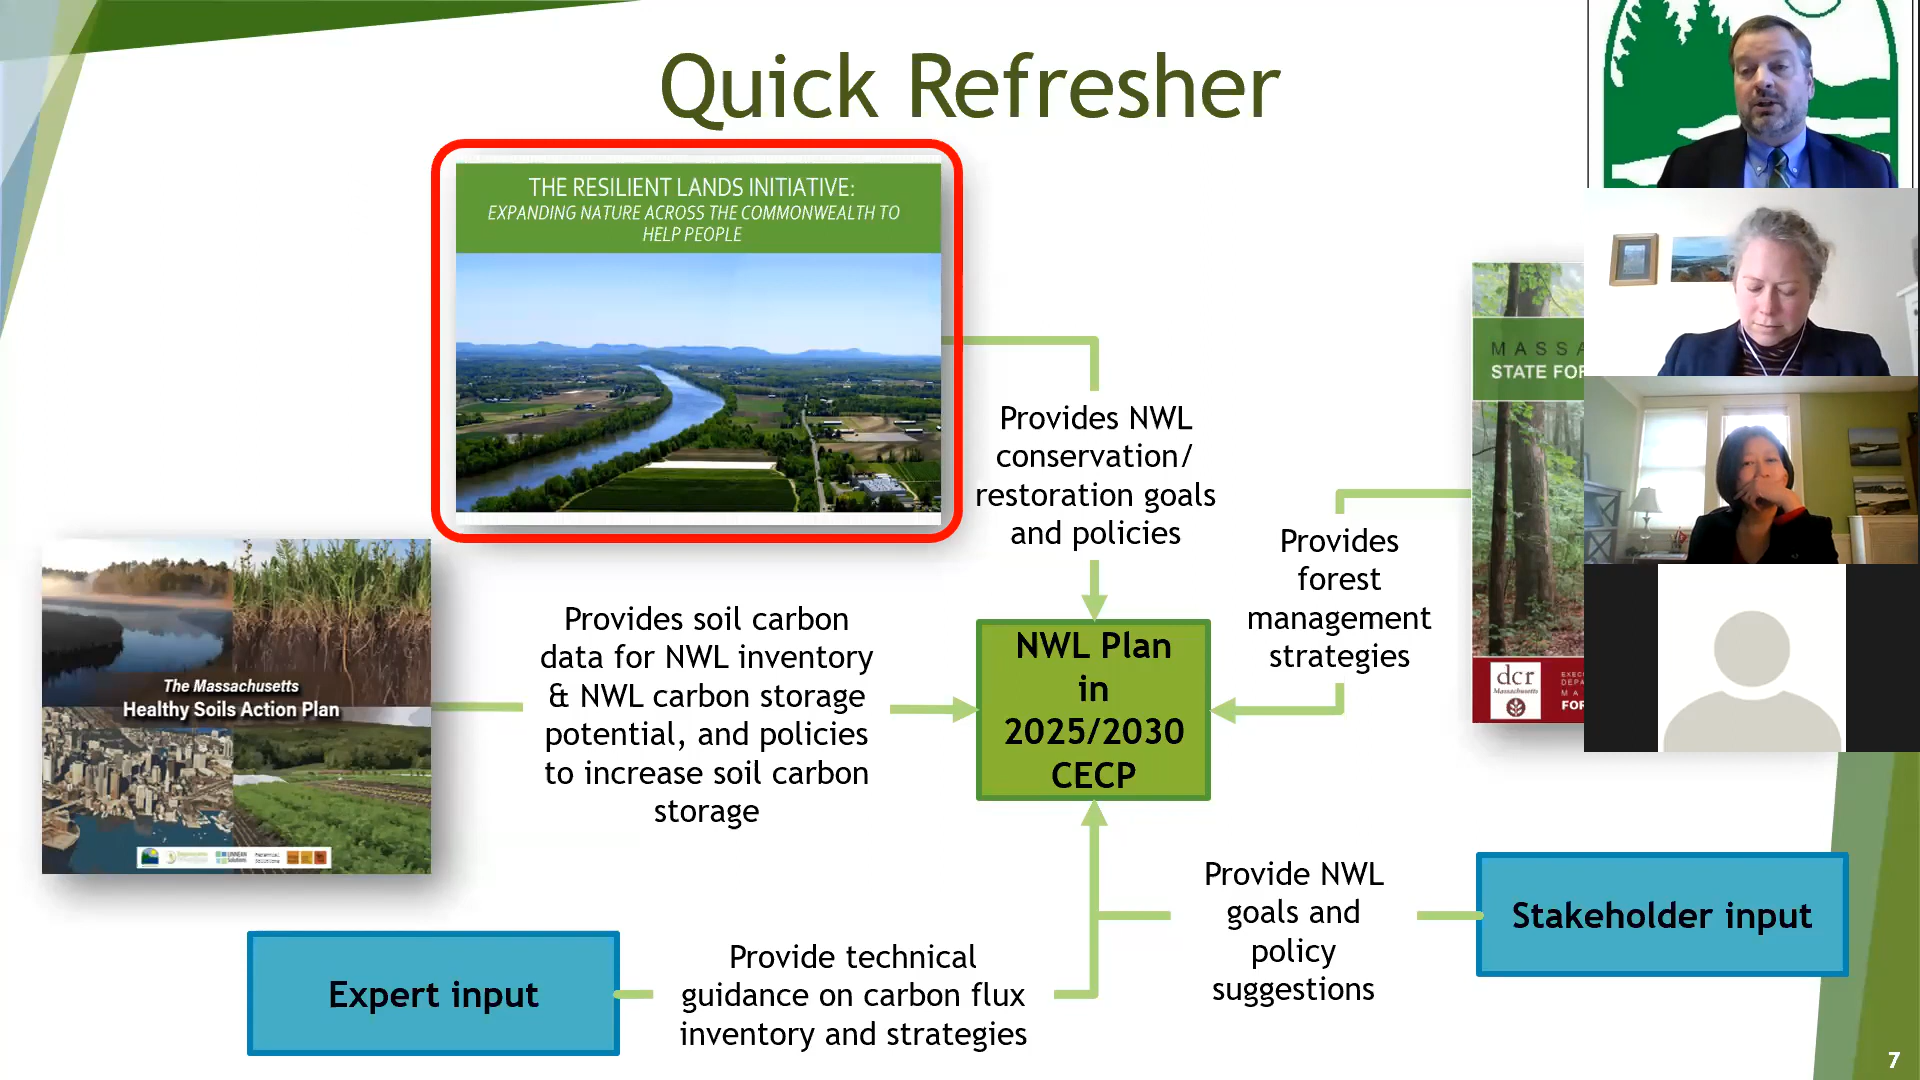 Quick Refresher
THE RESILIENT LANDS INITIATIVE:
EXPANDING NATURE ACROSS THE COMMONWEALTH TO
HELP PEOPLE
Provides NWL
conservation/
restoration goals
and policies
MASSA
STATE FOR
dcr
Massachusetts
FOR
Provides
forest
management
strategies
The Massachusetts
Healthy Soils Action Plan
Provides soil carbon
data for NWL inventory
& NWL carbon storage
potential, and policies
to increase soil carbon
storage
NWL Plan
in
2025/2030
CECP
Provide NWL
goals and
policy
suggestions
Stakeholder input
Expert input
Provide technical
guidance on carbon flux
inventory and strategies
7